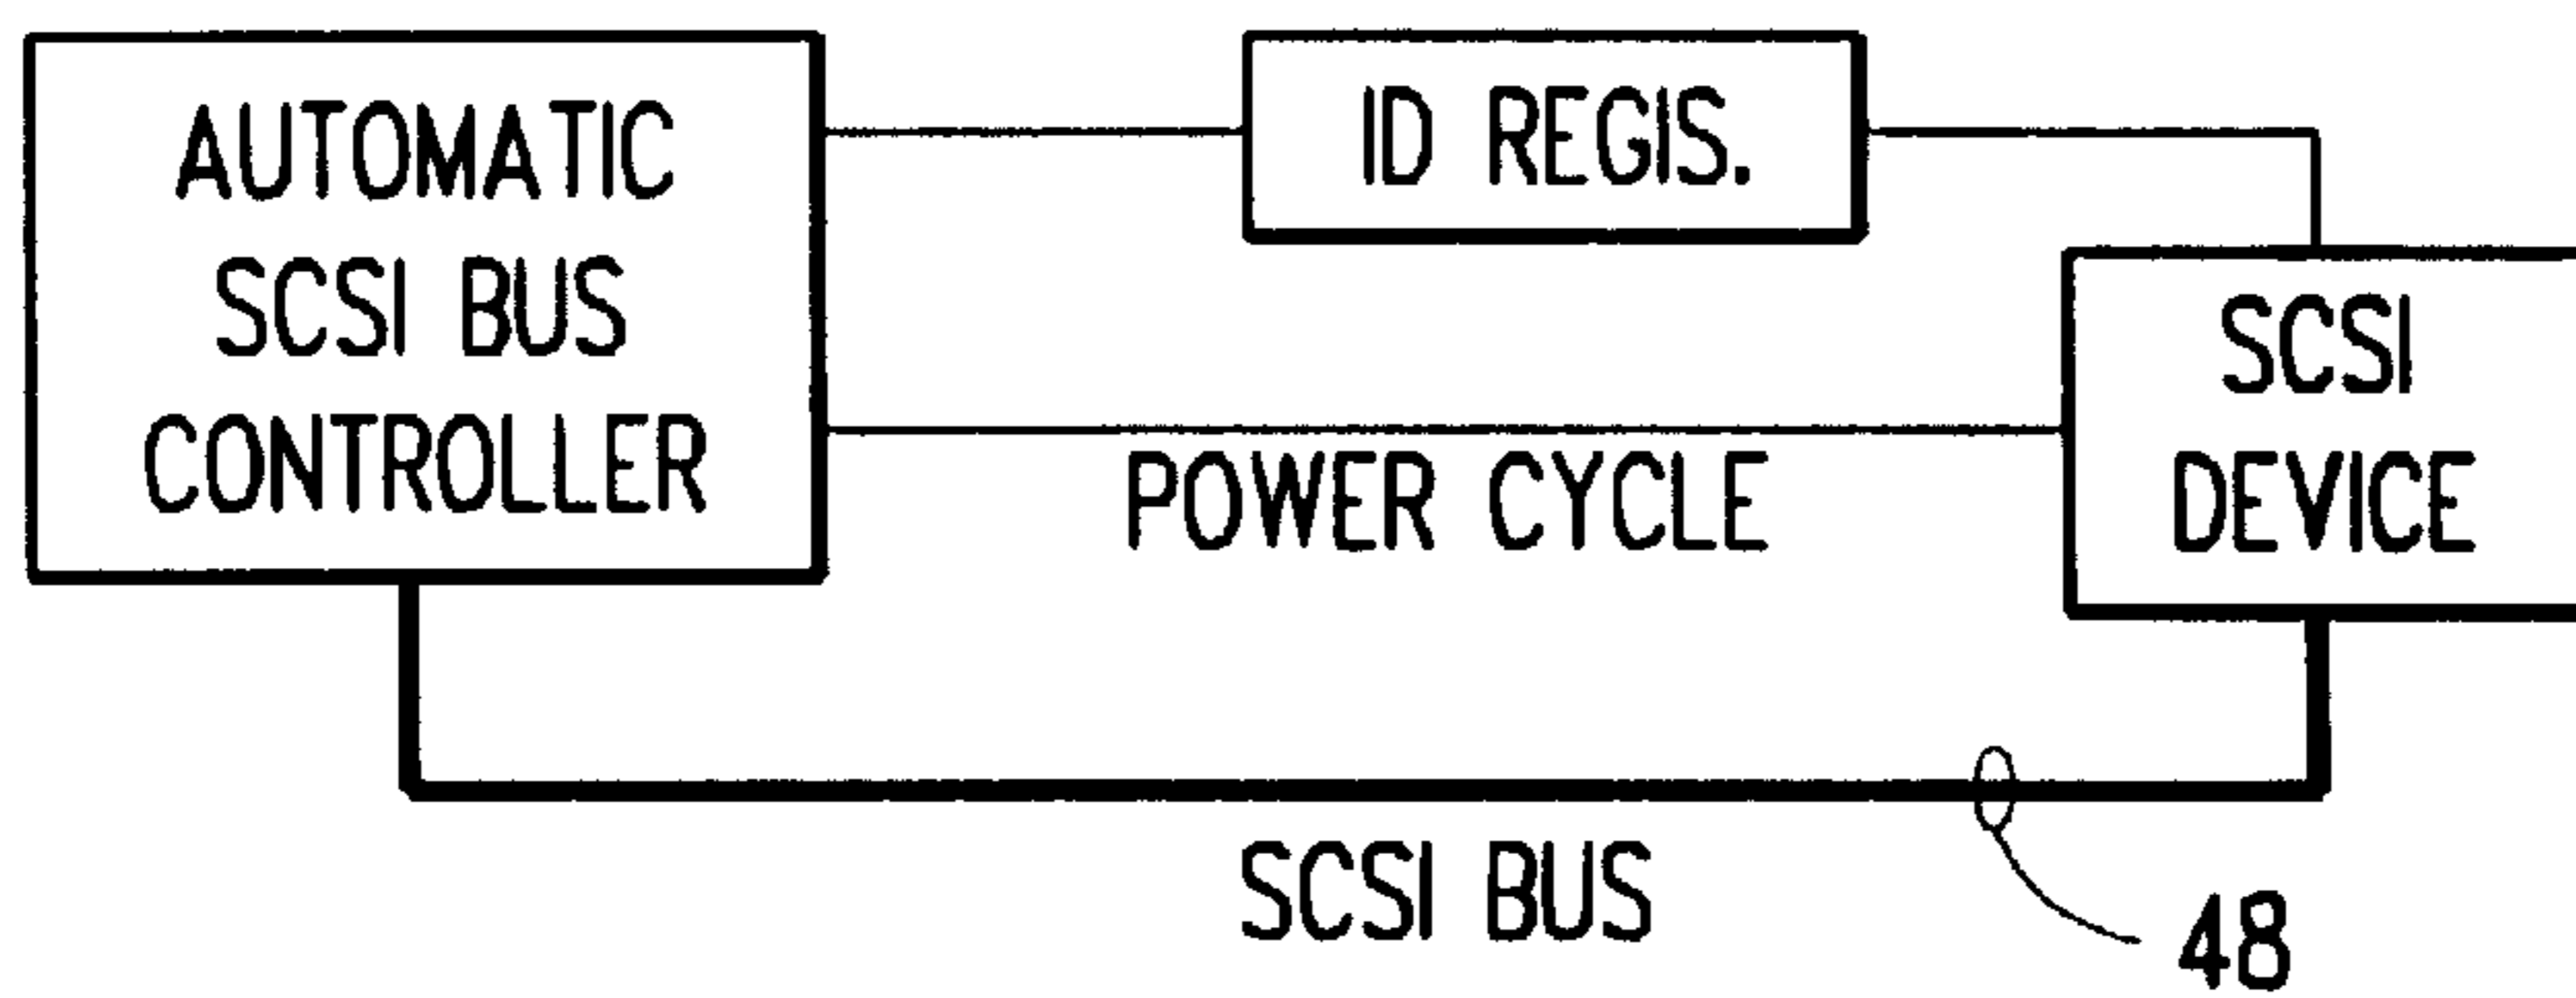 AUTOMATIC
SCSI BUS
CONTROLLER
ID REGIS.
POWER CYCLE
SCSI
DEVICE
SCSI BUS
48